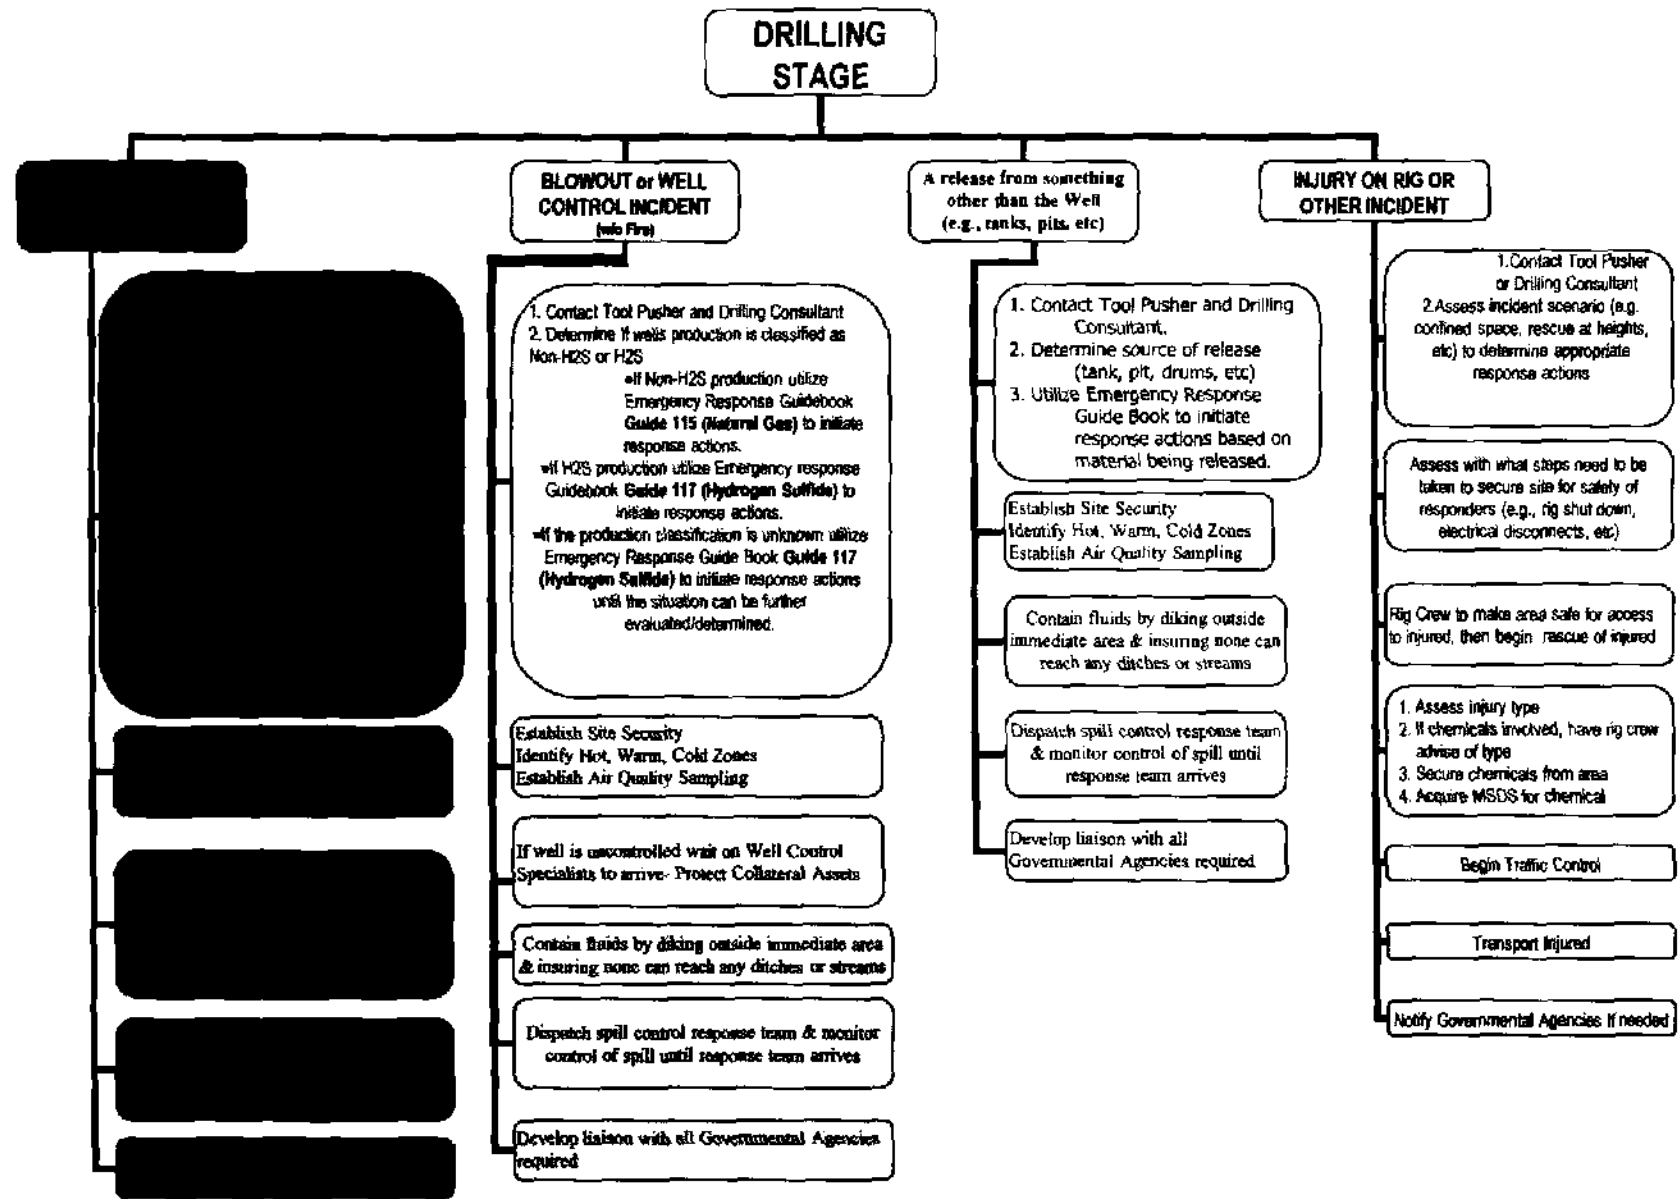 DRILLING
STAGE
BLOWOUT or WELL
CONTROL INCIDENT
(w/o Fire)
1. Contact Tool Pusher and Drilling Consultant
2. Determine if wells production is classified as
Non-H2S or H2S
•If Non-H2S production utilize
Emergency Response Guidebook
Guide 115 (Natural Gas) to initiate
response actions.
•If H2S production utilize Emergency response
Guidebook Guide 117 (Hydrogen Sulfide) to
initiate response actions.
•If the production classification is unknown utilize
Emergency Response Guide Book Guide 117
(Hydrogen Sulfide) to initiate response actions
until the situation can be further
evaluated/determined.
Establish Site Security
Identify Hot, Warm, Cold Zones
Establish Air Quality Sampling
If well is uncontrolled wait on Well Control
Specialists to arrive- Protect Collateral Assets
Contain fluids by diking outside immediate area
& insuring none can reach any ditches or streams
Dispatch spill control response team & monitor
control of spill until response team arrives
Develop liaison with all Governmental Agencies
required
A release from something
other than the Well
(e.g., tanks, pits, etc)
1. Contact Tool Pusher and Drilling
Consultant.
2. Determine source of release
(tank, pit, drums, etc)
3. Utilize Emergency Response
Guide Book to initiate
response actions based on
material being released.
Establish Site Security
Identify Hot, Warm, Cold Zones
Establish Air Quality Sampling
Contain fluids by diking outside
immediate area & insuring none can
reach any ditches or streams
Dispatch spill control response team
& monitor control of spill until
response team arrives
Develop liaison with all
Governmental Agencies required
INJURY ON RIG OR
OTHER INCIDENT
1.Contact Tool Pusher
or Drilling Consultant
2.Assess incident scenario (e.g.
confined space, rescue at heights,
etc) to determine appropriate
response actions
Assess with what steps need to be
taken to secure site for safety of
responders (e.g., rig shut down,
electrical disconnects, etc)
Rig Crew to make area safe for access
to injured, then begin rescue of injured
1. Assess injury type
2. If chemicals involved, have rig crew
advise of type
3. Secure chemicals from area
4. Acquire MSDS for chemical
Begin Traffic Control
Transport Injured
Notify Governmental Agencies If needed